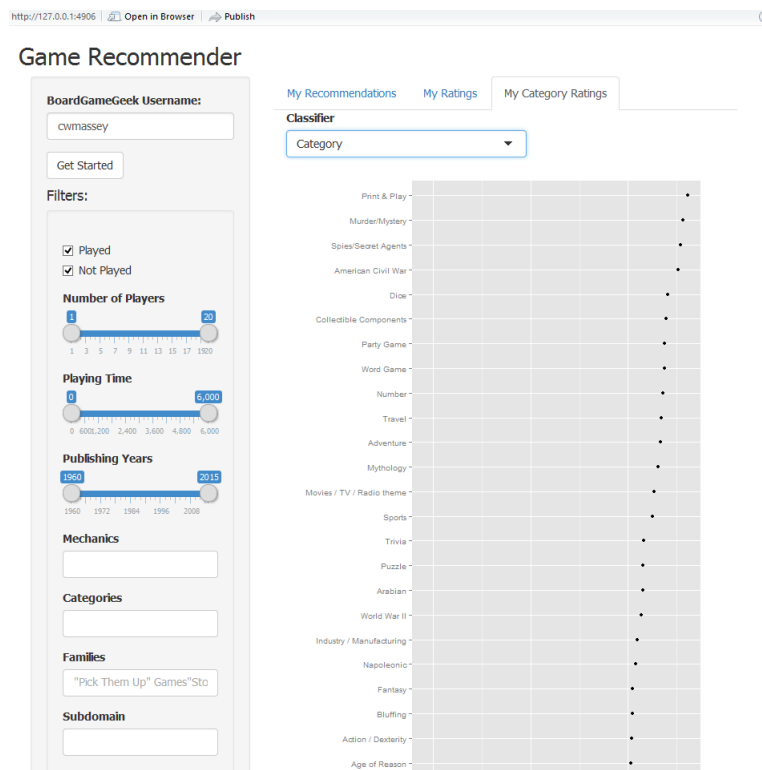 http://127.0.0.1:4906 Open in Browser Publish
Game Recommender
BoardGameGeek Username:
cwmassey
Get Started
Filters:
Played
Not Played
Number of Players
1 20
1 3 5 7 9 11 13 15 17 1920
Playing Time
0 6,000
0 6001,200 2,400 3,600 4,800 6,000
Publishing Years
1960 2015
1960 1972 1984 1996 2008
Mechanics
Categories
Families
"Pick Them Up" Games"Sto
Subdomain
My Recommendations My Ratings My Category Ratings
Classifier
Category
Print & Play
Murder/Mystery
Spies/Secret Agents
American Civil War
Dice
Collectible Components
Party Game
Word Game
Number
Travel
Adventure
Mythology
Movies / TV / Radio theme
Sports
Trivia
Puzzle
Arabian
World War II
Industry / Manufacturing
Napoleonic
Fantasy
Bluffing
Action / Dexterity
Age of Reason